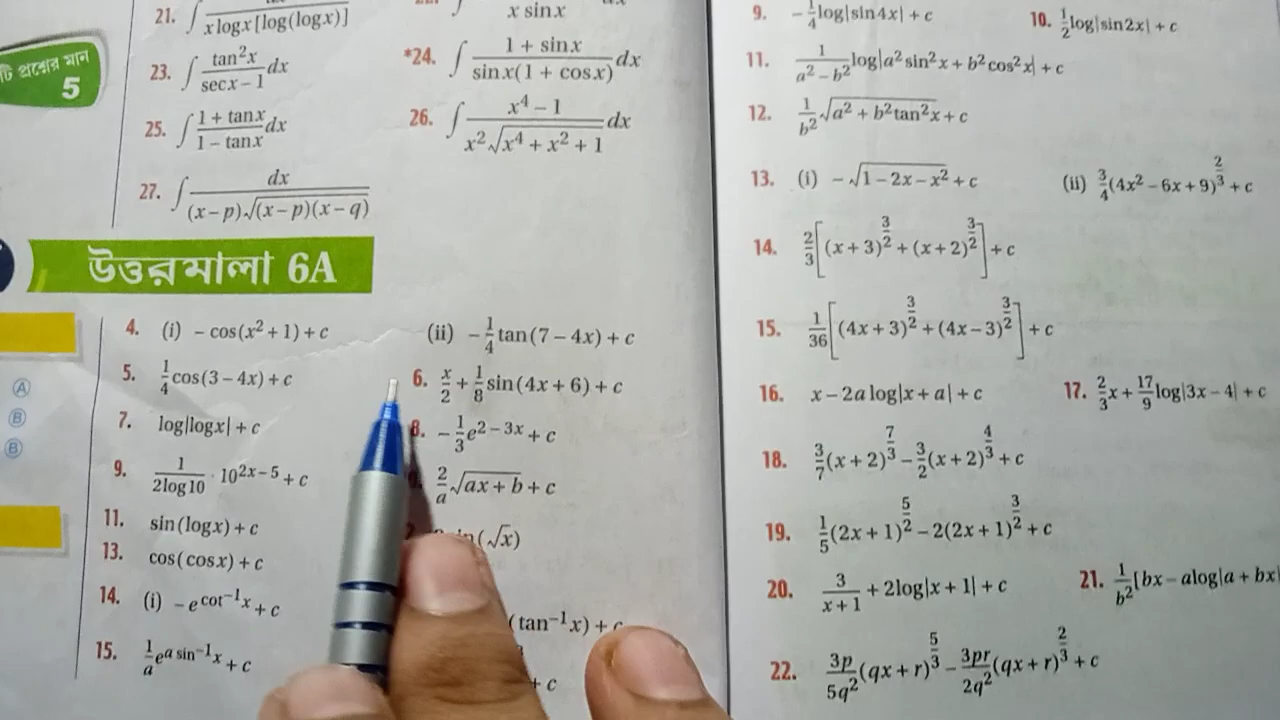 21. ∫ / x log x [log(log x)]
x sin x
টি প্রশ্নের মান
5
23. ∫ tan²x / (sec x − 1) dx
*24. ∫ (1 + sin x) / (sin x(1 + cos x)) dx
25. ∫ (1 + tan x) / (1 − tan x) dx
26. ∫ (x⁴ − 1) / (x²√(x⁴ + x² + 1)) dx
27. ∫ dx / ((x − p)√((x − p)(x − q)))
উত্তরমালা 6A
4. (i) − cos(x² + 1) + c
(ii) −1/4 tan(7 − 4x) + c
5. 1/4 cos(3 − 4x) + c
6. x/2 + 1/8 sin(4x + 6) + c
7. log|log x| + c
8. −1/3 e^(2 − 3x) + c
9. 1/(2 log 10) · 10^(2x − 5) + c
2/a √(ax + b) + c
11. sin(log x) + c
(√x)
13. cos(cos x) + c
14. (i) −e^(cot⁻¹x) + c
(tan⁻¹x) + c
15. 1/a e^(a sin⁻¹x) + c
+ c
Ⓐ
Ⓑ
Ⓑ
9. −1/4 log|sin 4x| + c
10. 1/2 log|sin 2x| + c
11. 1/(a² − b²) log|a² sin²x + b² cos²x| + c
12. 1/b² √(a² + b² tan²x) + c
13. (i) −√(1 − 2x − x²) + c
(ii) 3/4 (4x² − 6x + 9)^(2/3) + c
14. 2/3 [(x + 3)^(3/2) + (x + 2)^(3/2)] + c
15. 1/36 [(4x + 3)^(3/2) + (4x − 3)^(3/2)] + c
16. x − 2a log|x + a| + c
17. 2/3 x + 17/9 log|3x − 4| + c
18. 3/7 (x + 2)^(7/3) − 3/2 (x + 2)^(4/3) + c
19. 1/5 (2x + 1)^(5/2) − 2(2x + 1)^(3/2) + c
20. 3/(x + 1) + 2 log|x + 1| + c
21. 1/b² [bx − a log|a + bx|
22. 3p/5q² (qx + r)^(5/3) − 3pr/2q² (qx + r)^(2/3) + c